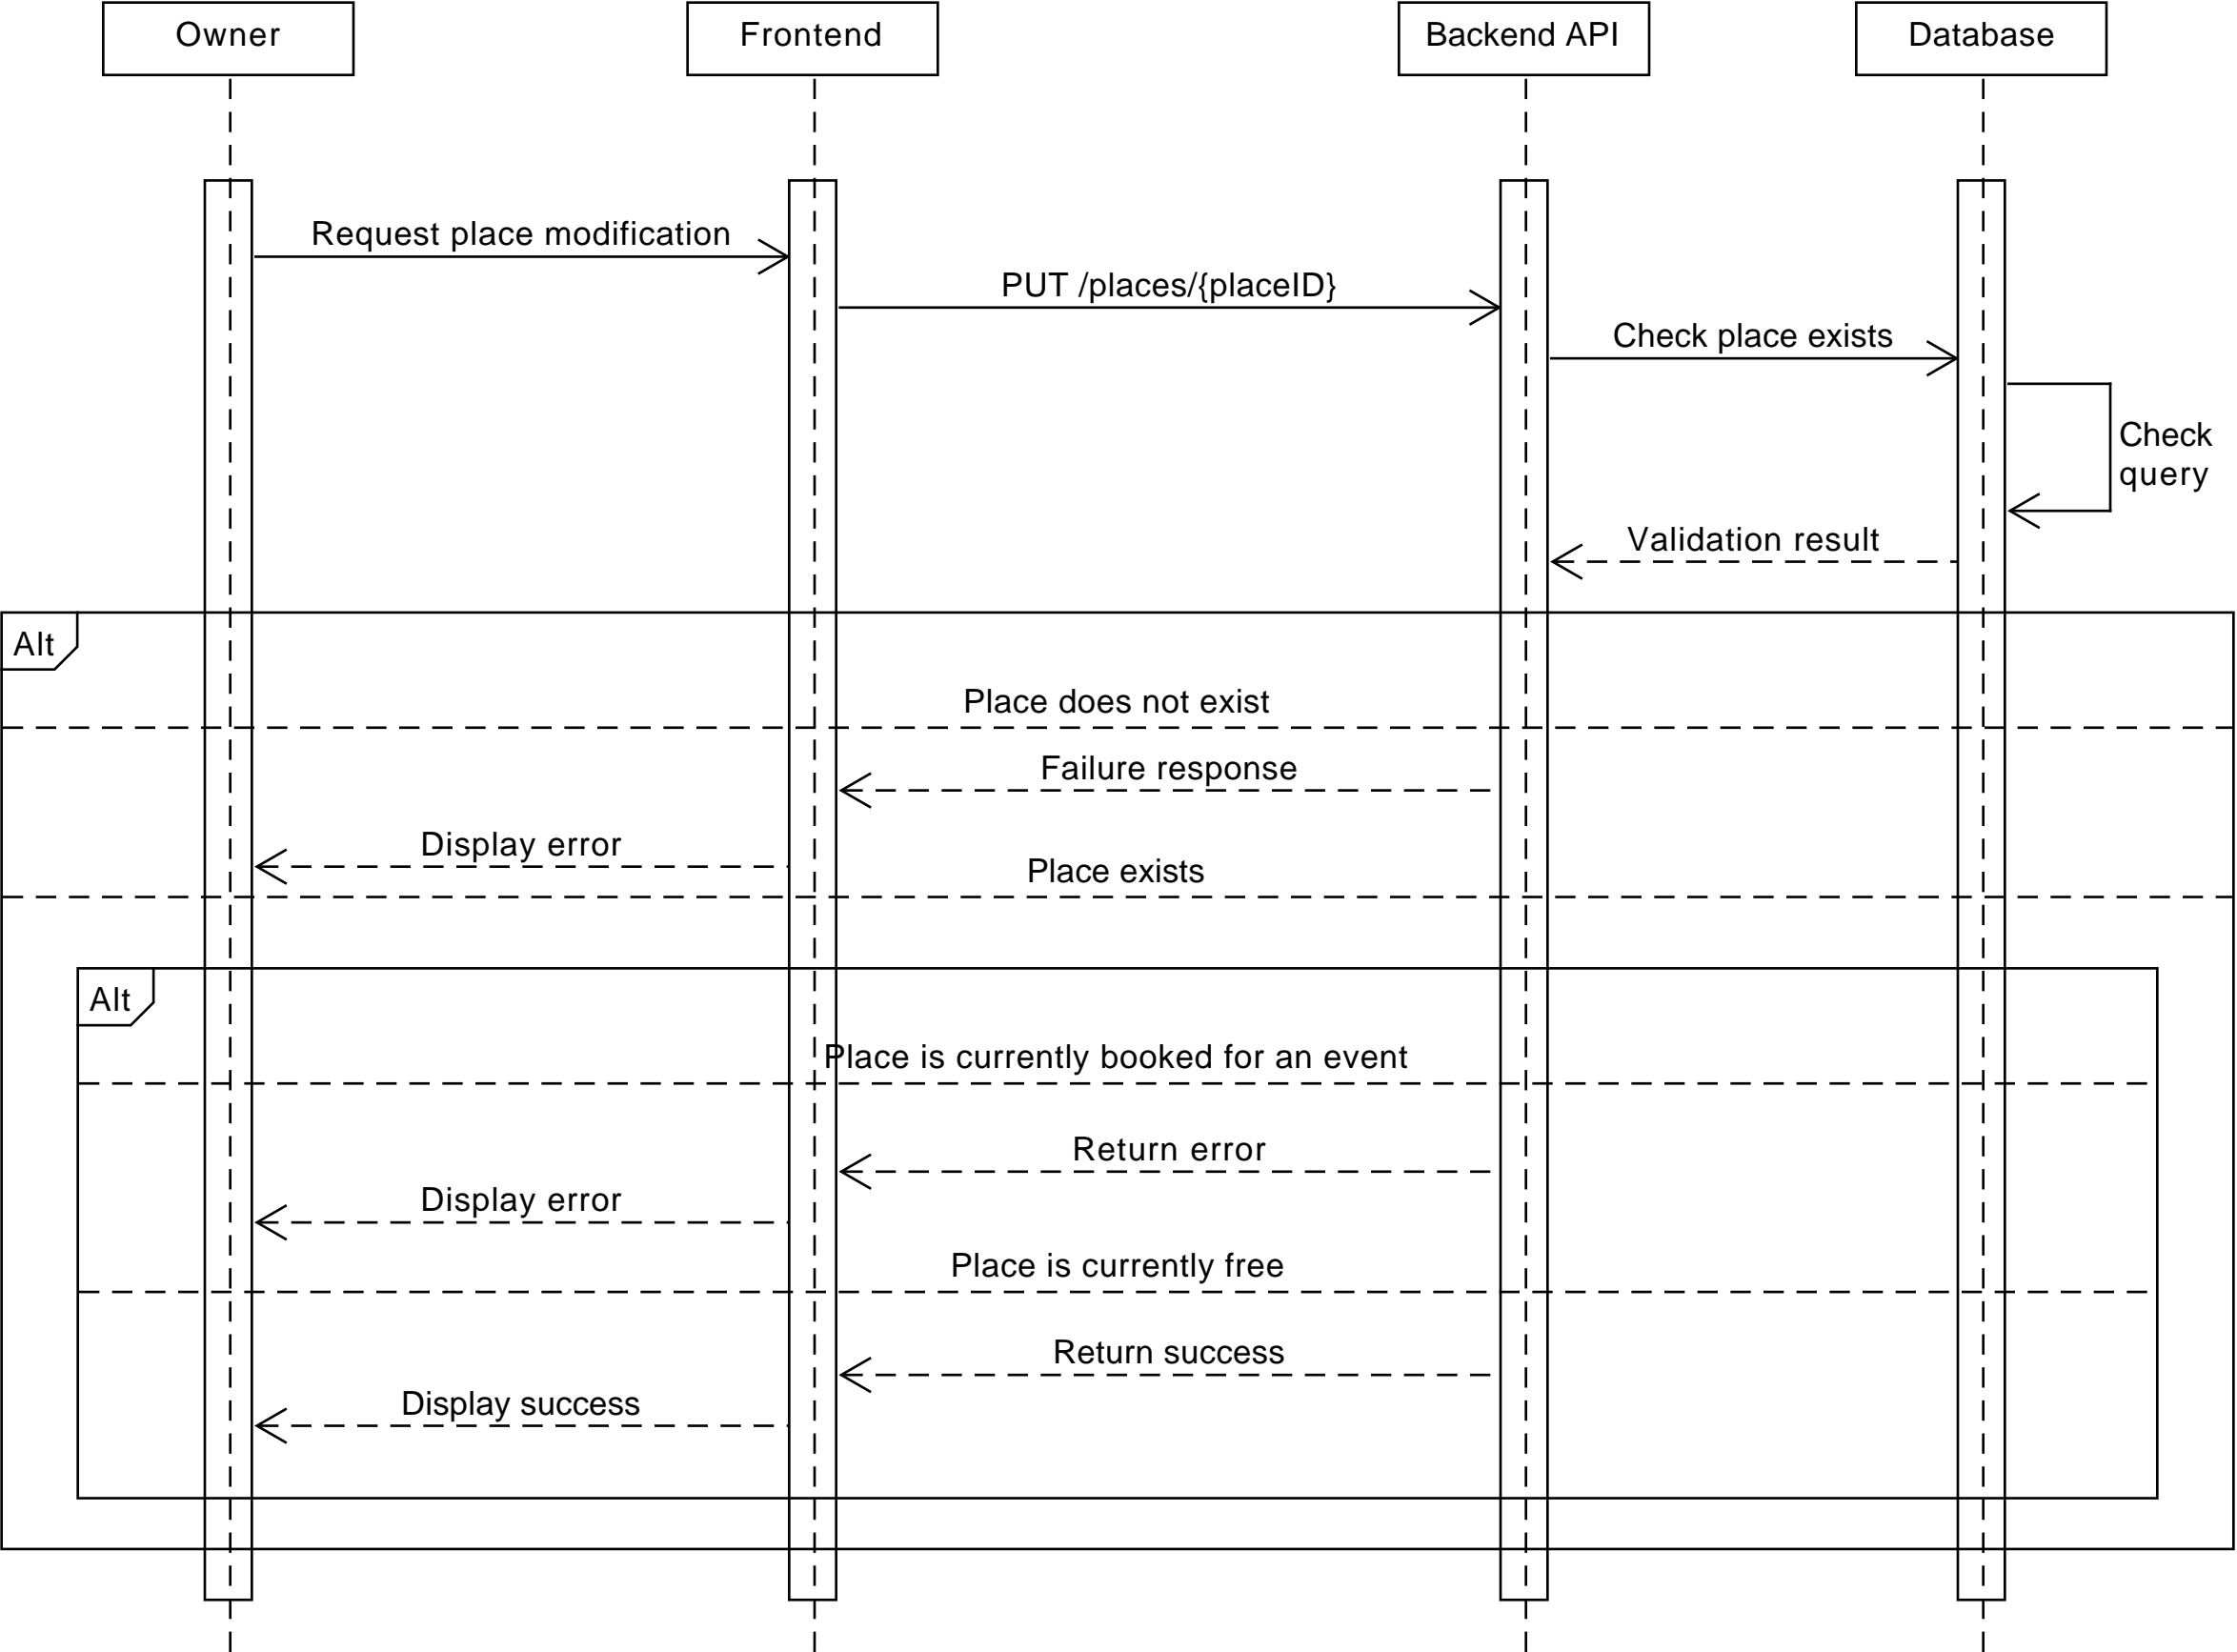 Owner
Frontend
Backend API
Database
Request place modification
PUT /places/{placeID}
Check place exists
Check
query
Validation result
Alt
Place does not exist
Failure response
Display error
Place exists
Alt
Place is currently booked for an event
Return error
Display error
Place is currently free
Return success
Display success